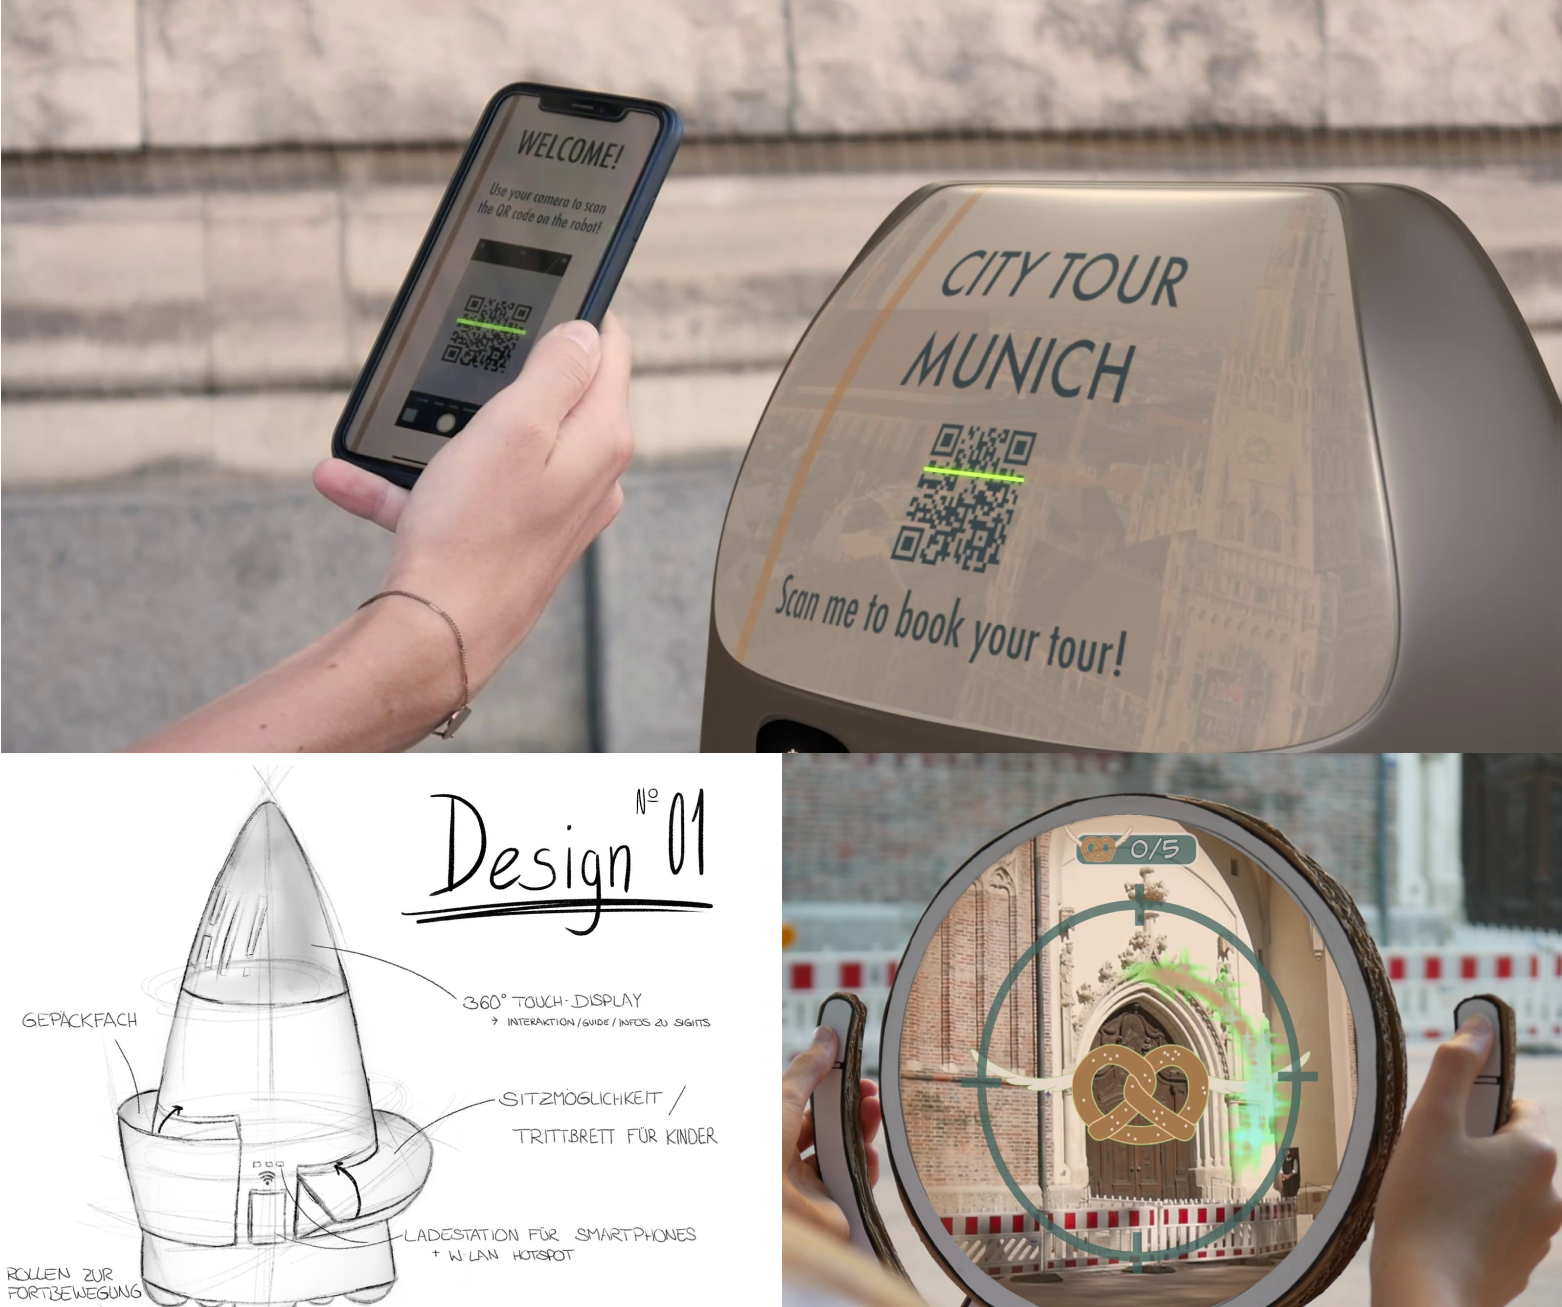 WELCOME!
Use your camera to scan
the QR code on the robot!
CITY TOUR
MUNICH
Scan me to book your tour!
Design Nº 01
GEPÄCKFACH
360° TOUCH-DISPLAY
→ INTERAKTION/GUIDE/INFOS ZU SIGHTS
SITZMÖGLICHKEIT /
TRITTBRETT FÜR KINDER
LADESTATION FÜR SMARTPHONES
+ W-LAN HOTSPOT
ROLLEN ZUR
FORTBEWEGUNG
0/5